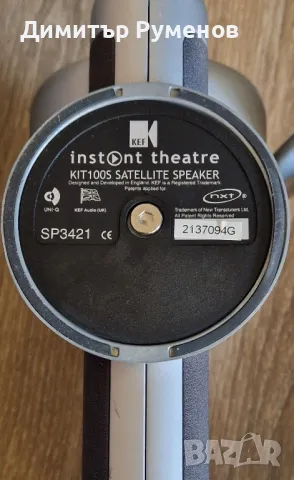 Димитър Руменов
KEF
instant theatre
KIT100S SATELLITE SPEAKER
Designed and Developed in England. KEF is a Registered Trademark
Patents applied for
UNI-Q
KEF Audio (UK)
nxt
Trademark of New Transducers Ltd.
All Patent Rights Reserved.
SP3421 CE
2137094G
BAZAR
bg